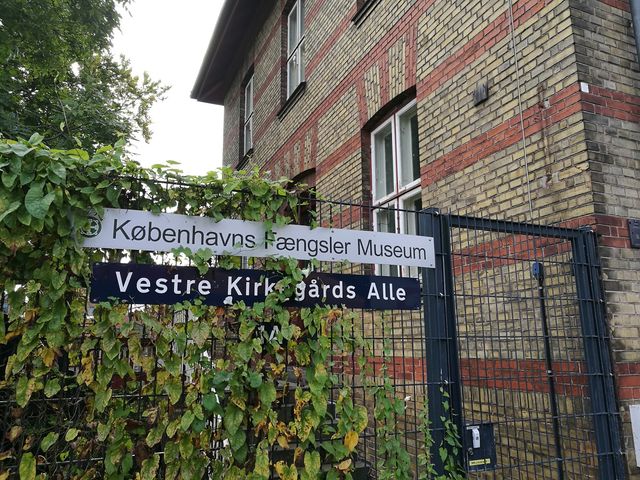 Københavns Fængsler Museum
Vestre Kirkegårds Alle